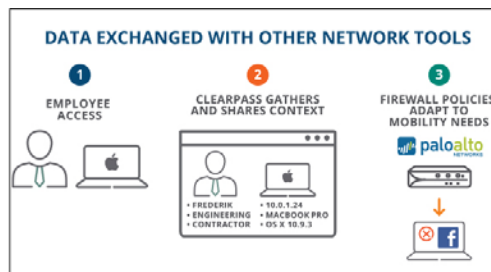 DATA EXCHANGED WITH OTHER NETWORK TOOLS
1
EMPLOYEE
ACCESS
2
CLEARPASS GATHERS
AND SHARES CONTEXT
• FREDERIK
• ENGINEERING
• CONTRACTOR
• 10.0.1.24
• MACBOOK PRO
• OS X 10.9.3
3
FIREWALL POLICIES
ADAPT TO
MOBILITY NEEDS
paloalto
NETWORKS
f